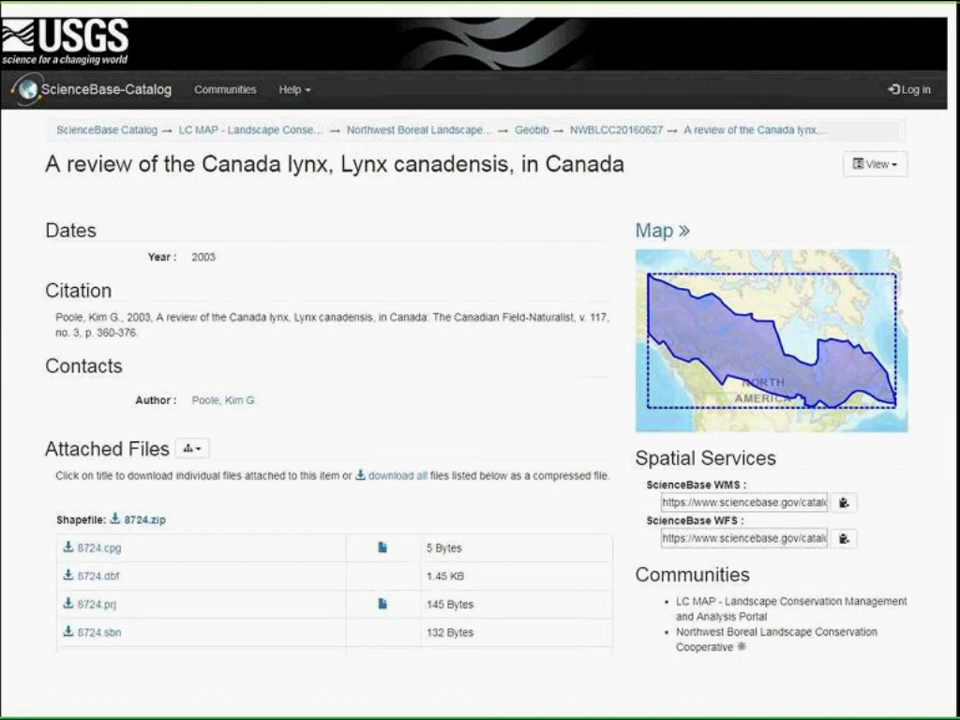 USGS
science for a changing world
ScienceBase-Catalog Communities Help Log in
ScienceBase Catalog → LC MAP - Landscape Conse... → Northwest Boreal Landscape... → Geobib → NWBLCC20160627 → A review of the Canada lynx,...
A review of the Canada lynx, Lynx canadensis, in Canada
View
Dates
Year : 2003
Citation
Poole, Kim G., 2003, A review of the Canada lynx, Lynx canadensis, in Canada: The Canadian Field-Naturalist, v. 117,
no. 3, p. 360-376.
Contacts
Author : Poole, Kim G.
Attached Files
Click on title to download individual files attached to this item or download all files listed below as a compressed file.
Shapefile: 8724.zip
8724.cpg 5 Bytes
8724.dbf 1.45 KB
8724.prj 145 Bytes
8724.sbn 132 Bytes
Map »
NORTH
AMERICA
Spatial Services
ScienceBase WMS :
https://www.sciencebase.gov/catal
ScienceBase WFS :
https://www.sciencebase.gov/catal
Communities
• LC MAP - Landscape Conservation Management
and Analysis Portal
• Northwest Boreal Landscape Conservation
Cooperative